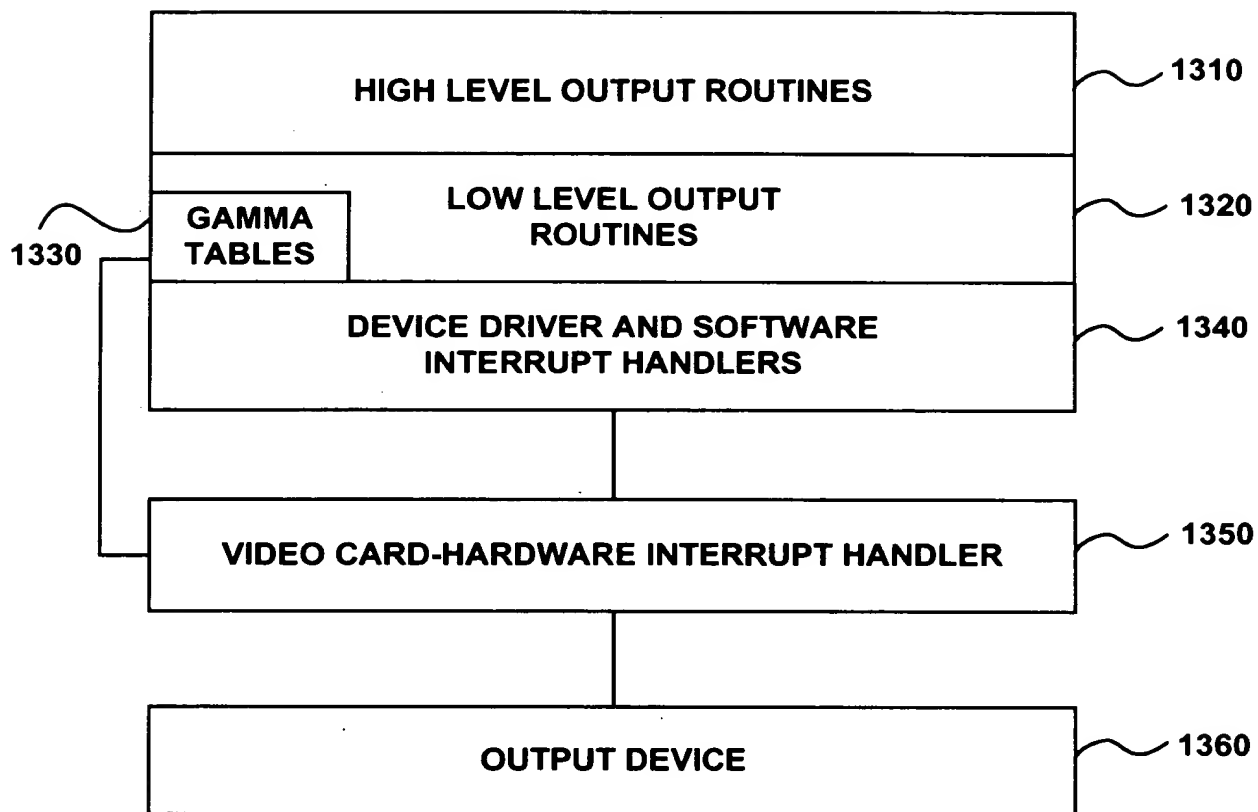 HIGH LEVEL OUTPUT ROUTINES
1310
LOW LEVEL OUTPUT
ROUTINES
1320
GAMMA
TABLES
1330
DEVICE DRIVER AND SOFTWARE
INTERRUPT HANDLERS
1340
VIDEO CARD-HARDWARE INTERRUPT HANDLER
1350
OUTPUT DEVICE
1360